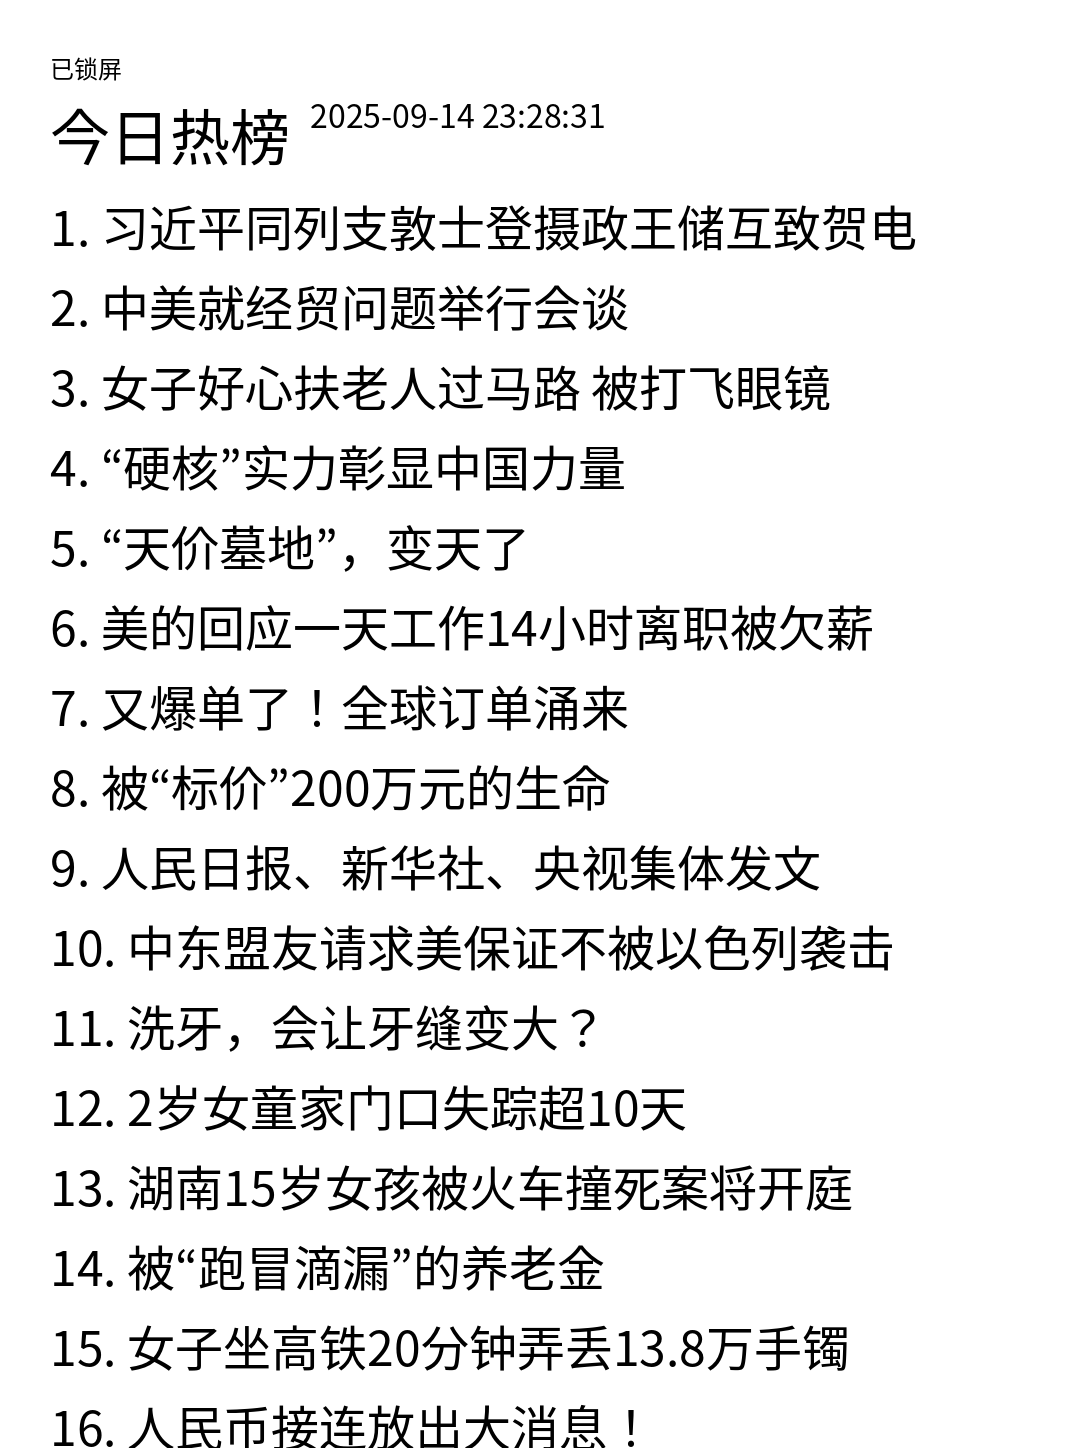 已锁屏
今日热榜 2025-09-14 23:28:31
1. 习近平同列支敦士登摄政王储互致贺电
2. 中美就经贸问题举行会谈
3. 女子好心扶老人过马路 被打飞眼镜
4. “硬核”实力彰显中国力量
5. “天价墓地”，变天了
6. 美的回应一天工作14小时离职被欠薪
7. 又爆单了！全球订单涌来
8. 被“标价”200万元的生命
9. 人民日报、新华社、央视集体发文
10. 中东盟友请求美保证不被以色列袭击
11. 洗牙，会让牙缝变大？
12. 2岁女童家门口失踪超10天
13. 湖南15岁女孩被火车撞死案将开庭
14. 被“跑冒滴漏”的养老金
15. 女子坐高铁20分钟弄丢13.8万手镯
16. 人民币接连放出大消息！